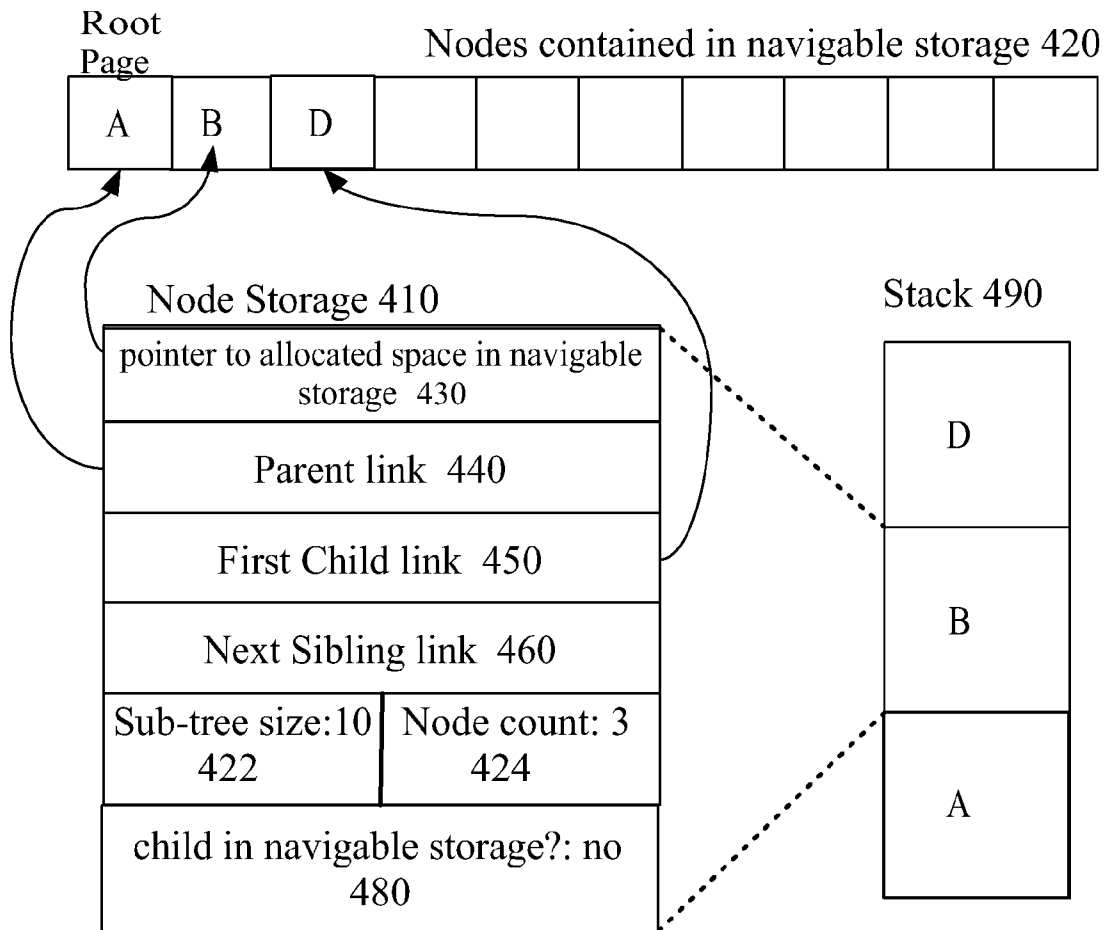 Root
Page
Nodes contained in navigable storage 420
A
B
D
Node Storage 410
Stack 490
pointer to allocated space in navigable
storage 430
Parent link 440
First Child link 450
Next Sibling link 460
Sub-tree size:10
422
Node count: 3
424
child in navigable storage?: no
480
D
B
A